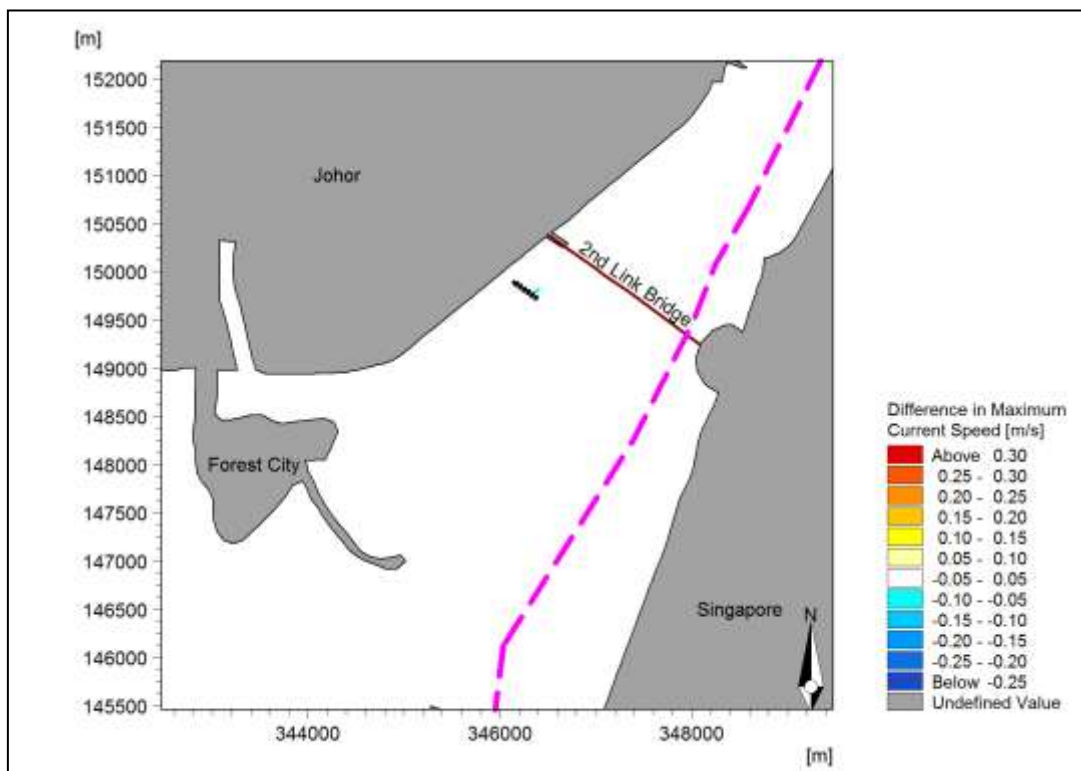 [m]
152000
151500
151000
150500
150000
149500
149000
148500
148000
147500
147000
146500
146000
145500
Johor
2nd Link Bridge
Forest City
Singapore
N
344000 346000 348000
[m]
Difference in Maximum
Current Speed [m/s]
Above 0.30
0.25 - 0.30
0.20 - 0.25
0.15 - 0.20
0.10 - 0.15
0.05 - 0.10
-0.05 - 0.05
-0.10 - -0.05
-0.15 - -0.10
-0.20 - -0.15
-0.25 - -0.20
Below -0.25
Undefined Value